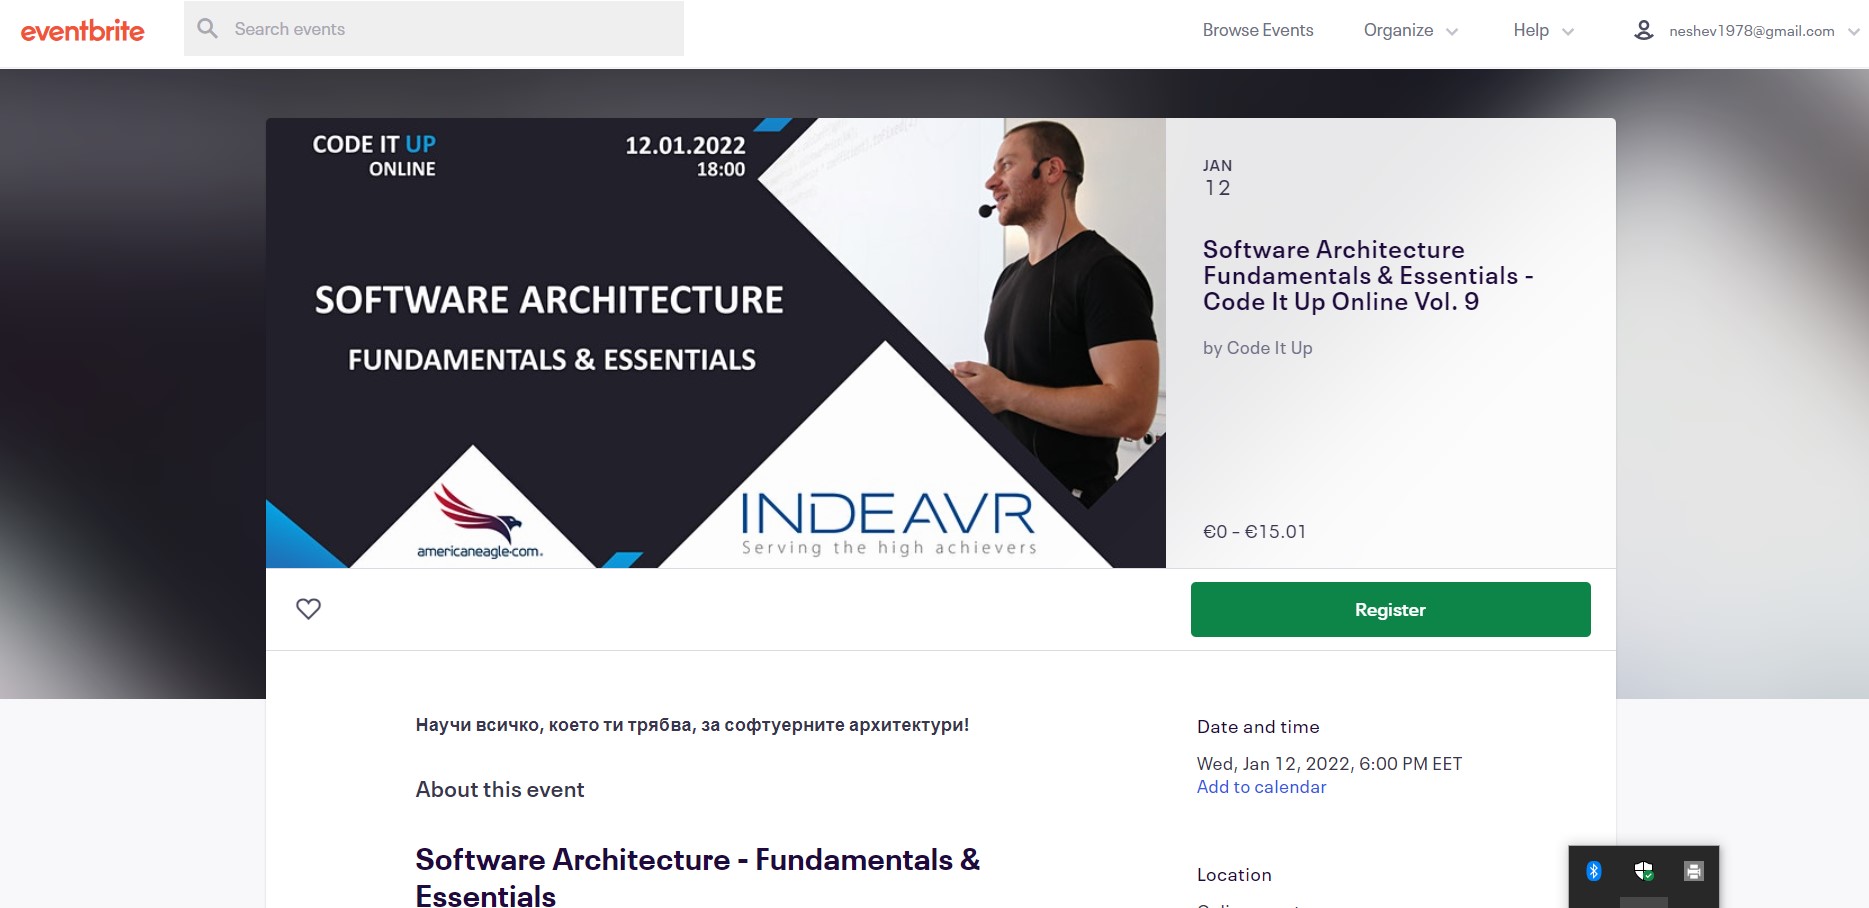 eventbrite
Search events
Browse Events
Organize
Help
neshev1978@gmail.com
CODE IT UP
ONLINE
12.01.2022
18:00
SOFTWARE ARCHITECTURE
FUNDAMENTALS & ESSENTIALS
americaneagle.com.
INDEAVR
Serving the high achievers
JAN
12
Software Architecture
Fundamentals & Essentials -
Code It Up Online Vol. 9
by Code It Up
€0 – €15.01
Register
Научи всичко, което ти трябва, за софтуерните архитектури!
About this event
Software Architecture - Fundamentals &
Essentials
Date and time
Wed, Jan 12, 2022, 6:00 PM EET
Add to calendar
Location